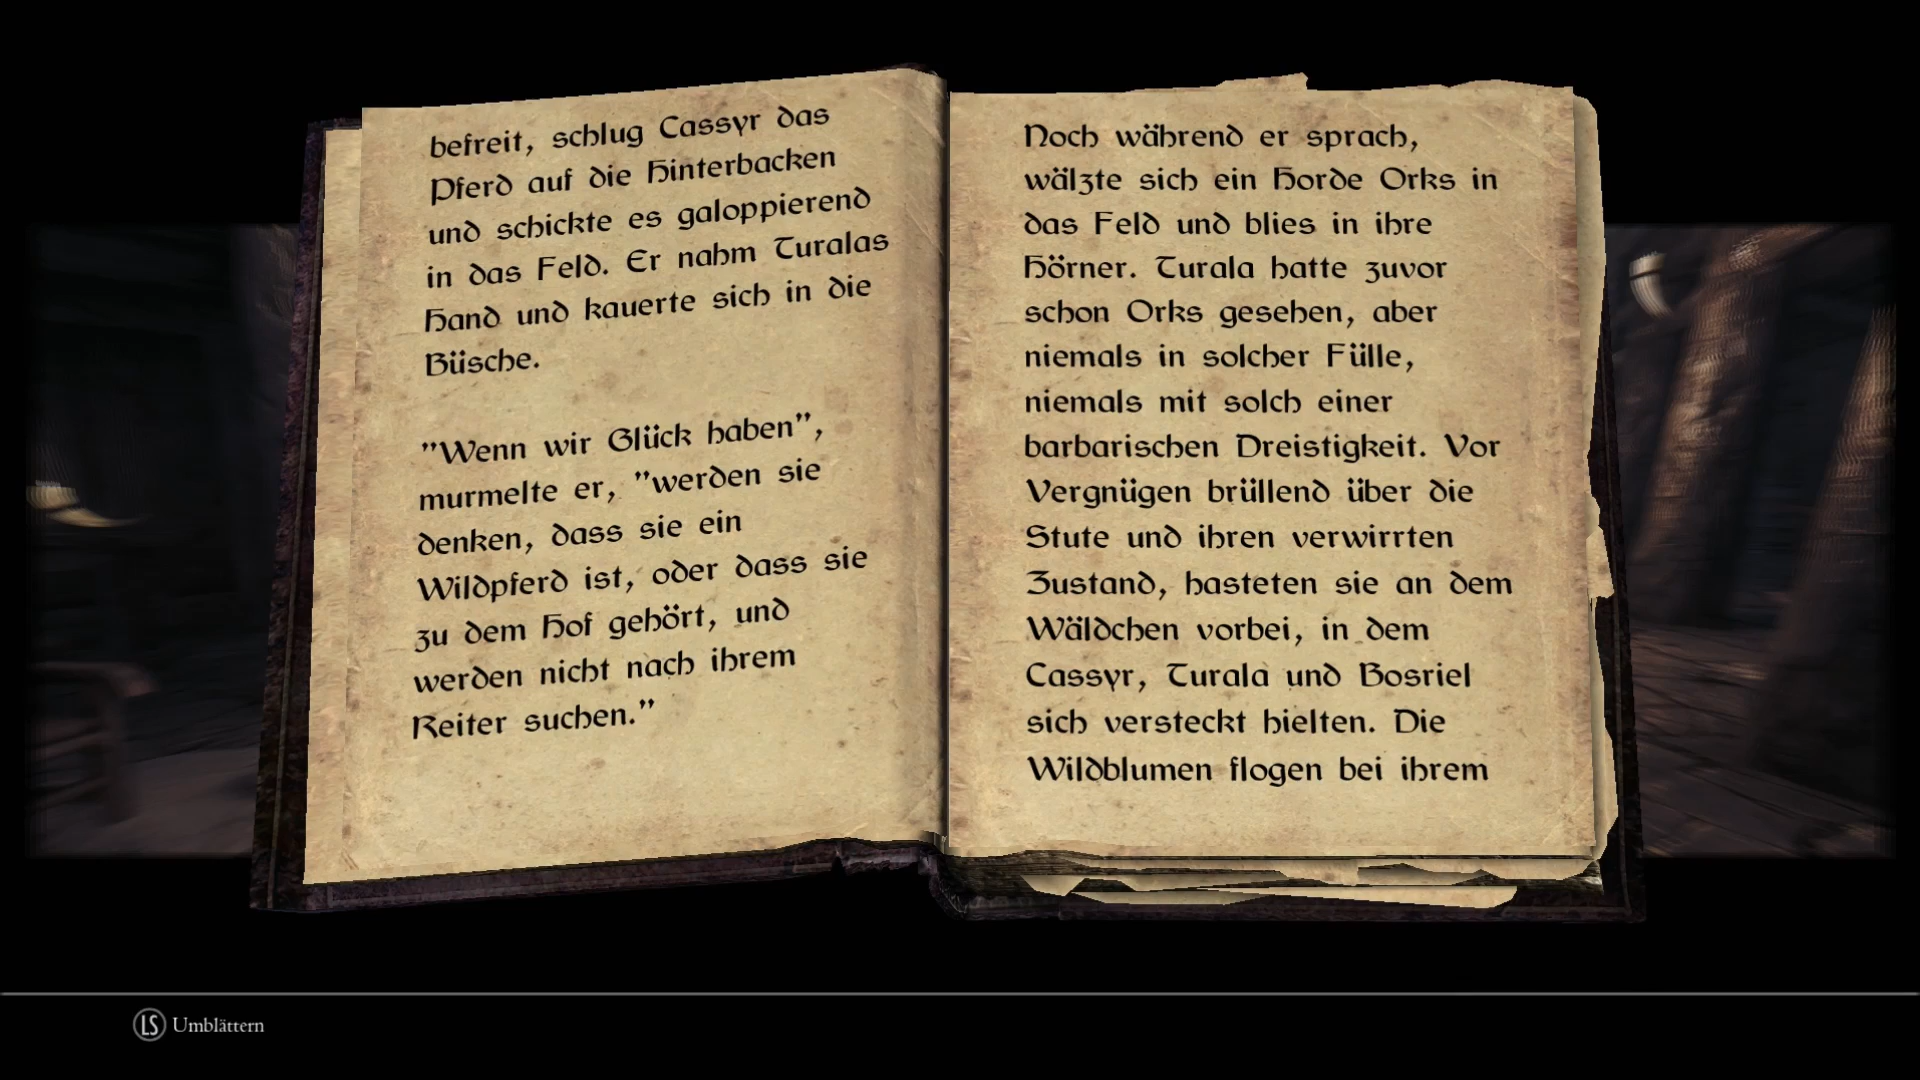 befreit, schlug Cassyr das
Pferd auf die Hinterbacken
und schickte es galoppierend
in das Feld. Er nahm Turalas
Hand und kauerte sich in die
Büsche.
"Wenn wir Glück haben",
murmelte er, "werden sie
denken, dass sie ein
Wildpferd ist, oder dass sie
zu dem Hof gehört, und
werden nicht nach ihrem
Reiter suchen."
Noch während er sprach,
wälzte sich ein Horde Orks in
das Feld und blies in ihre
Hörner. Turala hatte zuvor
schon Orks gesehen, aber
niemals in solcher Fülle,
niemals mit solch einer
barbarischen Dreistigkeit. Vor
Vergnügen brüllend über die
Stute und ihren verwirrten
Zustand, hasteten sie an dem
Wäldchen vorbei, in dem
Cassyr, Turala und Bosriel
sich versteckt hielten. Die
Wildblumen flogen bei ihrem
LS Umblättern